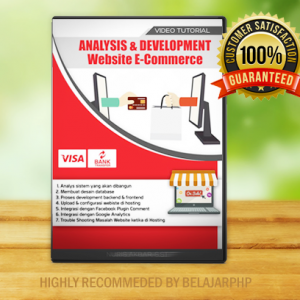 VIDEO TUTORIAL
ANALYSIS & DEVELOPMENT
Website E-Commerce
CUSTOMER SATISFACTION
100%
GUARANTEED
VISA
BANK
1. Analys sistem yang akan dibangun
2. Membuat desain database
3. Proses development backend & frontend
4. Upload & configurasi website di hosting
5. Integrasi dengan Facebook Plugin Comment
6. Integrasi dengan Google Analytics
7. Trouble Shooting Masalah Website ketika di Hosting
HIGHLY RECOMMEDED BY BELAJARPHP